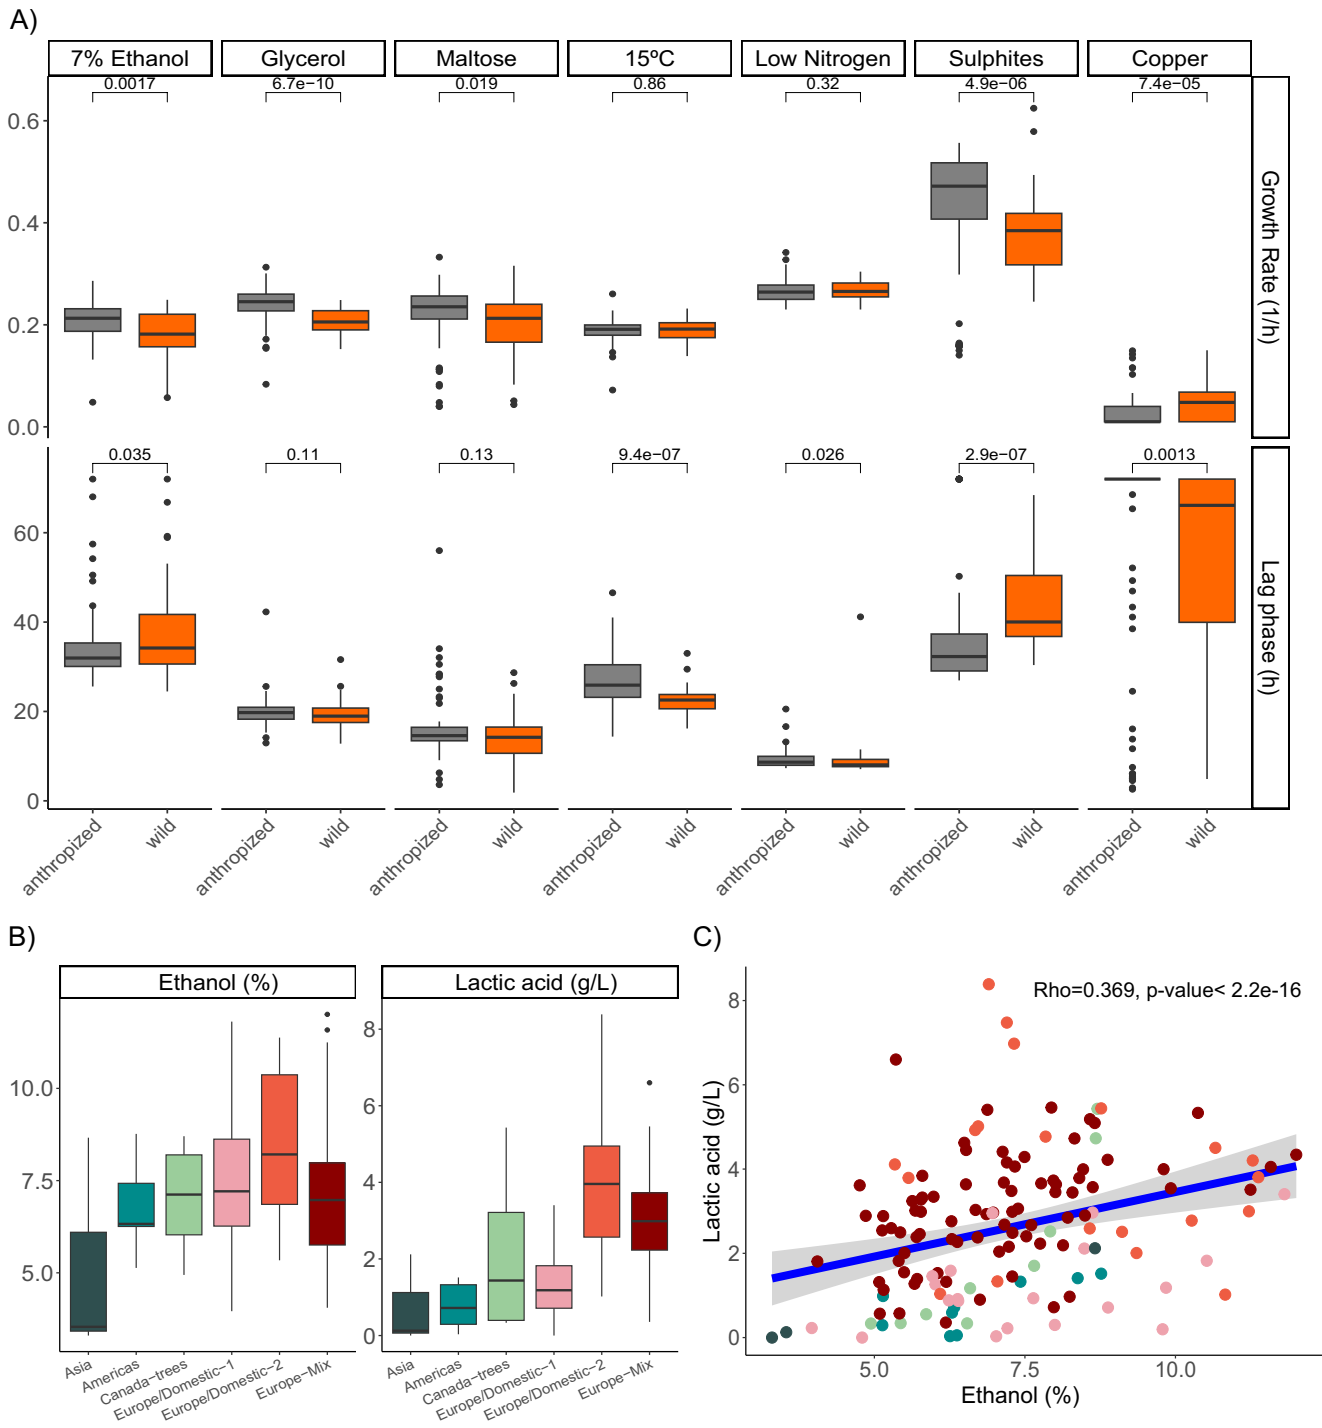 A)
7% Ethanol Glycerol Maltose 15ºC Low Nitrogen Sulphites Copper
0.0017 6.7e−10 0.019 0.86 0.32 4.9e−06 7.4e−05
0.6
0.4
0.2
0.0
Growth Rate (1/h)
0.035 0.11 0.13 9.4e−07 0.026 2.9e−07 0.0013
60
40
20
0
Lag phase (h)
anthropized wild anthropized wild anthropized wild anthropized wild anthropized wild anthropized wild anthropized wild
B)
Ethanol (%) Lactic acid (g/L)
10.0
7.5
5.0
8
6
4
2
0
Asia Americas Canada−trees Europe/Domestic−1 Europe/Domestic−2 Europe−Mix
Asia Americas Canada−trees Europe/Domestic−1 Europe/Domestic−2 Europe−Mix
C)
Rho=0.369, p-value< 2.2e-16
Lactic acid (g/L)
8
6
4
2
0
5.0 7.5 10.0
Ethanol (%)